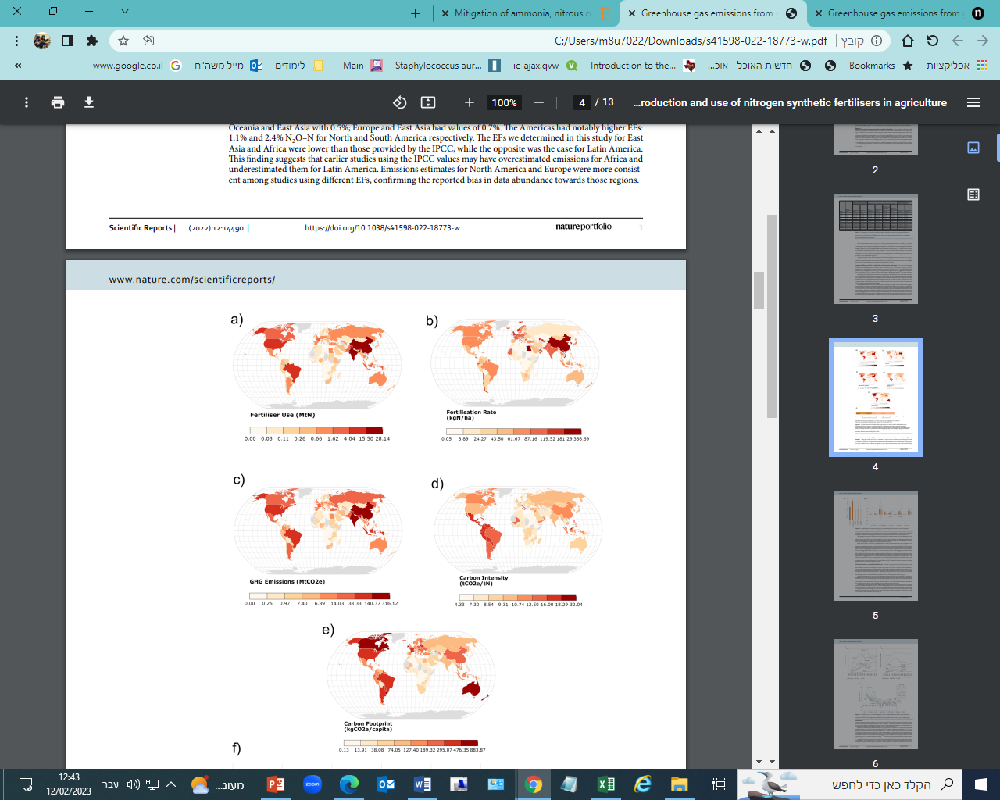 Mitigation of ammonia, nitrous o
Greenhouse gas emissions from
Greenhouse gas emissions from
C:/Users/m8u7022/Downloads/s41598-022-18773-w.pdf | קובץ
www.google.co.il
מייל משה"ח
לימודים
Main -
Staphylococcus aur...
ic_ajax.qvw
Introduction to the...
חדשות האוכל - אוכ...
Bookmarks
אפליקציות
100%
4 / 13
...roduction and use of nitrogen synthetic fertilisers in agriculture
Oceania and East Asia with 0.5%; Europe and East Asia had values of 0.7%. The Americas had notably higher EFs:
1.1% and 2.4% N₂O–N for North and South America respectively. The EFs we determined in this study for East
Asia and Africa were lower than those provided by the IPCC, while the opposite was the case for Latin America.
This finding suggests that earlier studies using the IPCC values may have overestimated emissions for Africa and
underestimated them for Latin America. Emissions estimates for North America and Europe were more consist-
ent among studies using different EFs, confirming the reported bias in data abundance towards those regions.
Scientific Reports | (2022) 12:14490 | https://doi.org/10.1038/s41598-022-18773-w natureportfolio 3
www.nature.com/scientificreports/
a)
Fertiliser Use (MtN)
0.00 0.03 0.11 0.26 0.66 1.62 4.04 15.50 28.14
b)
Fertilisation Rate
(kgN/ha)
0.05 8.89 24.27 43.50 61.67 87.16 119.52 181.29 386.69
c)
GHG Emissions (MtCO2e)
0.00 0.25 0.97 2.40 6.89 14.03 38.33 140.37 316.12
d)
Carbon Intensity
(tCO2e/tN)
4.33 7.30 8.54 9.31 10.74 12.50 16.00 18.29 32.04
e)
Carbon Footprint
(kgCO2e/capita)
0.13 13.91 38.08 74.05 127.40 189.32 295.07 476.35 883.87
f)
2
3
4
5
6
12:43
12/02/2023
עבר
מעונ...
zoom
הקלד כאן כדי לחפש